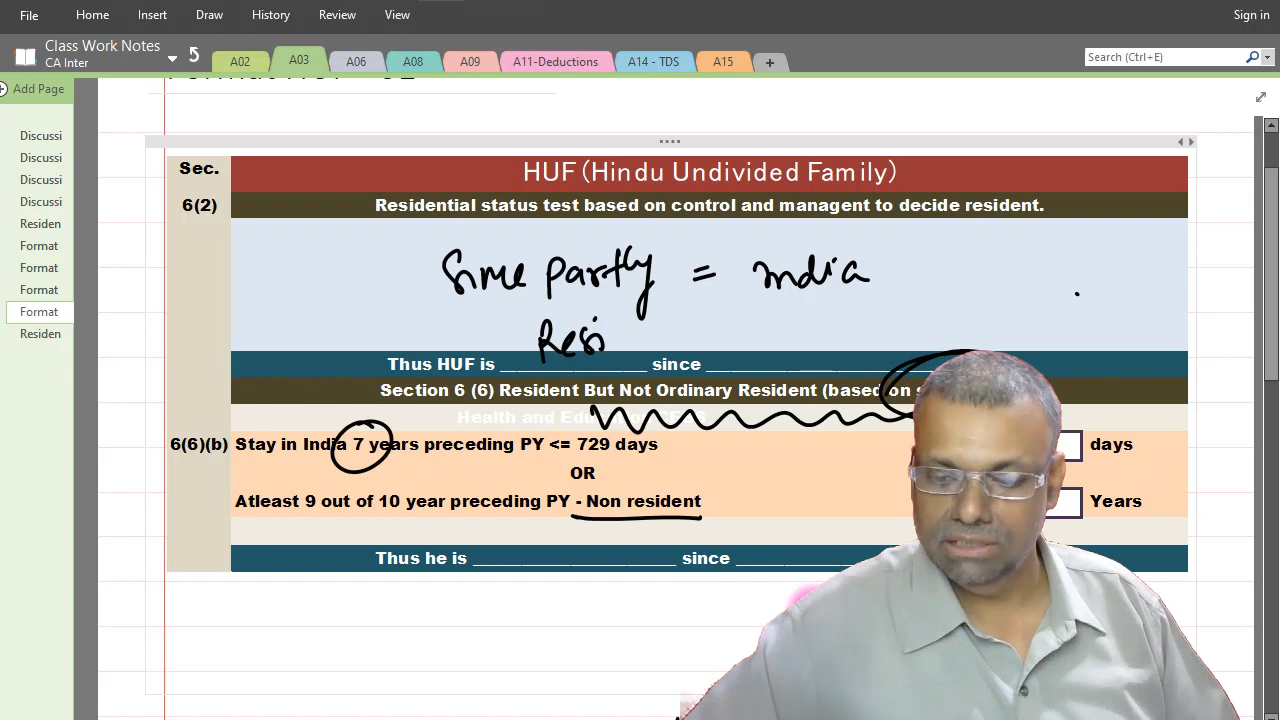 File Home Insert Draw History Review View Sign in
Class Work Notes
CA Inter
A02 A03 A06 A08 A09 A11-Deductions A14 - TDS A15 +
Search (Ctrl+E)
Add Page
Discussi
Discussi
Discussi
Discussi
Residen
Format
Format
Format
Format
Residen
Sec. HUF (Hindu Undivided Family)
6(2) Residential status test based on control and managent to decide resident.
Since partly = India
Resi
Thus HUF is ________________ since
Section 6 (6) Resident But Not Ordinary Resident (based on
Health and Edu
6(6)(b) Stay in India 7 years preceding PY <= 729 days days
OR
Atleast 9 out of 10 year preceding PY - Non resident Years
Thus he is ______________________ since